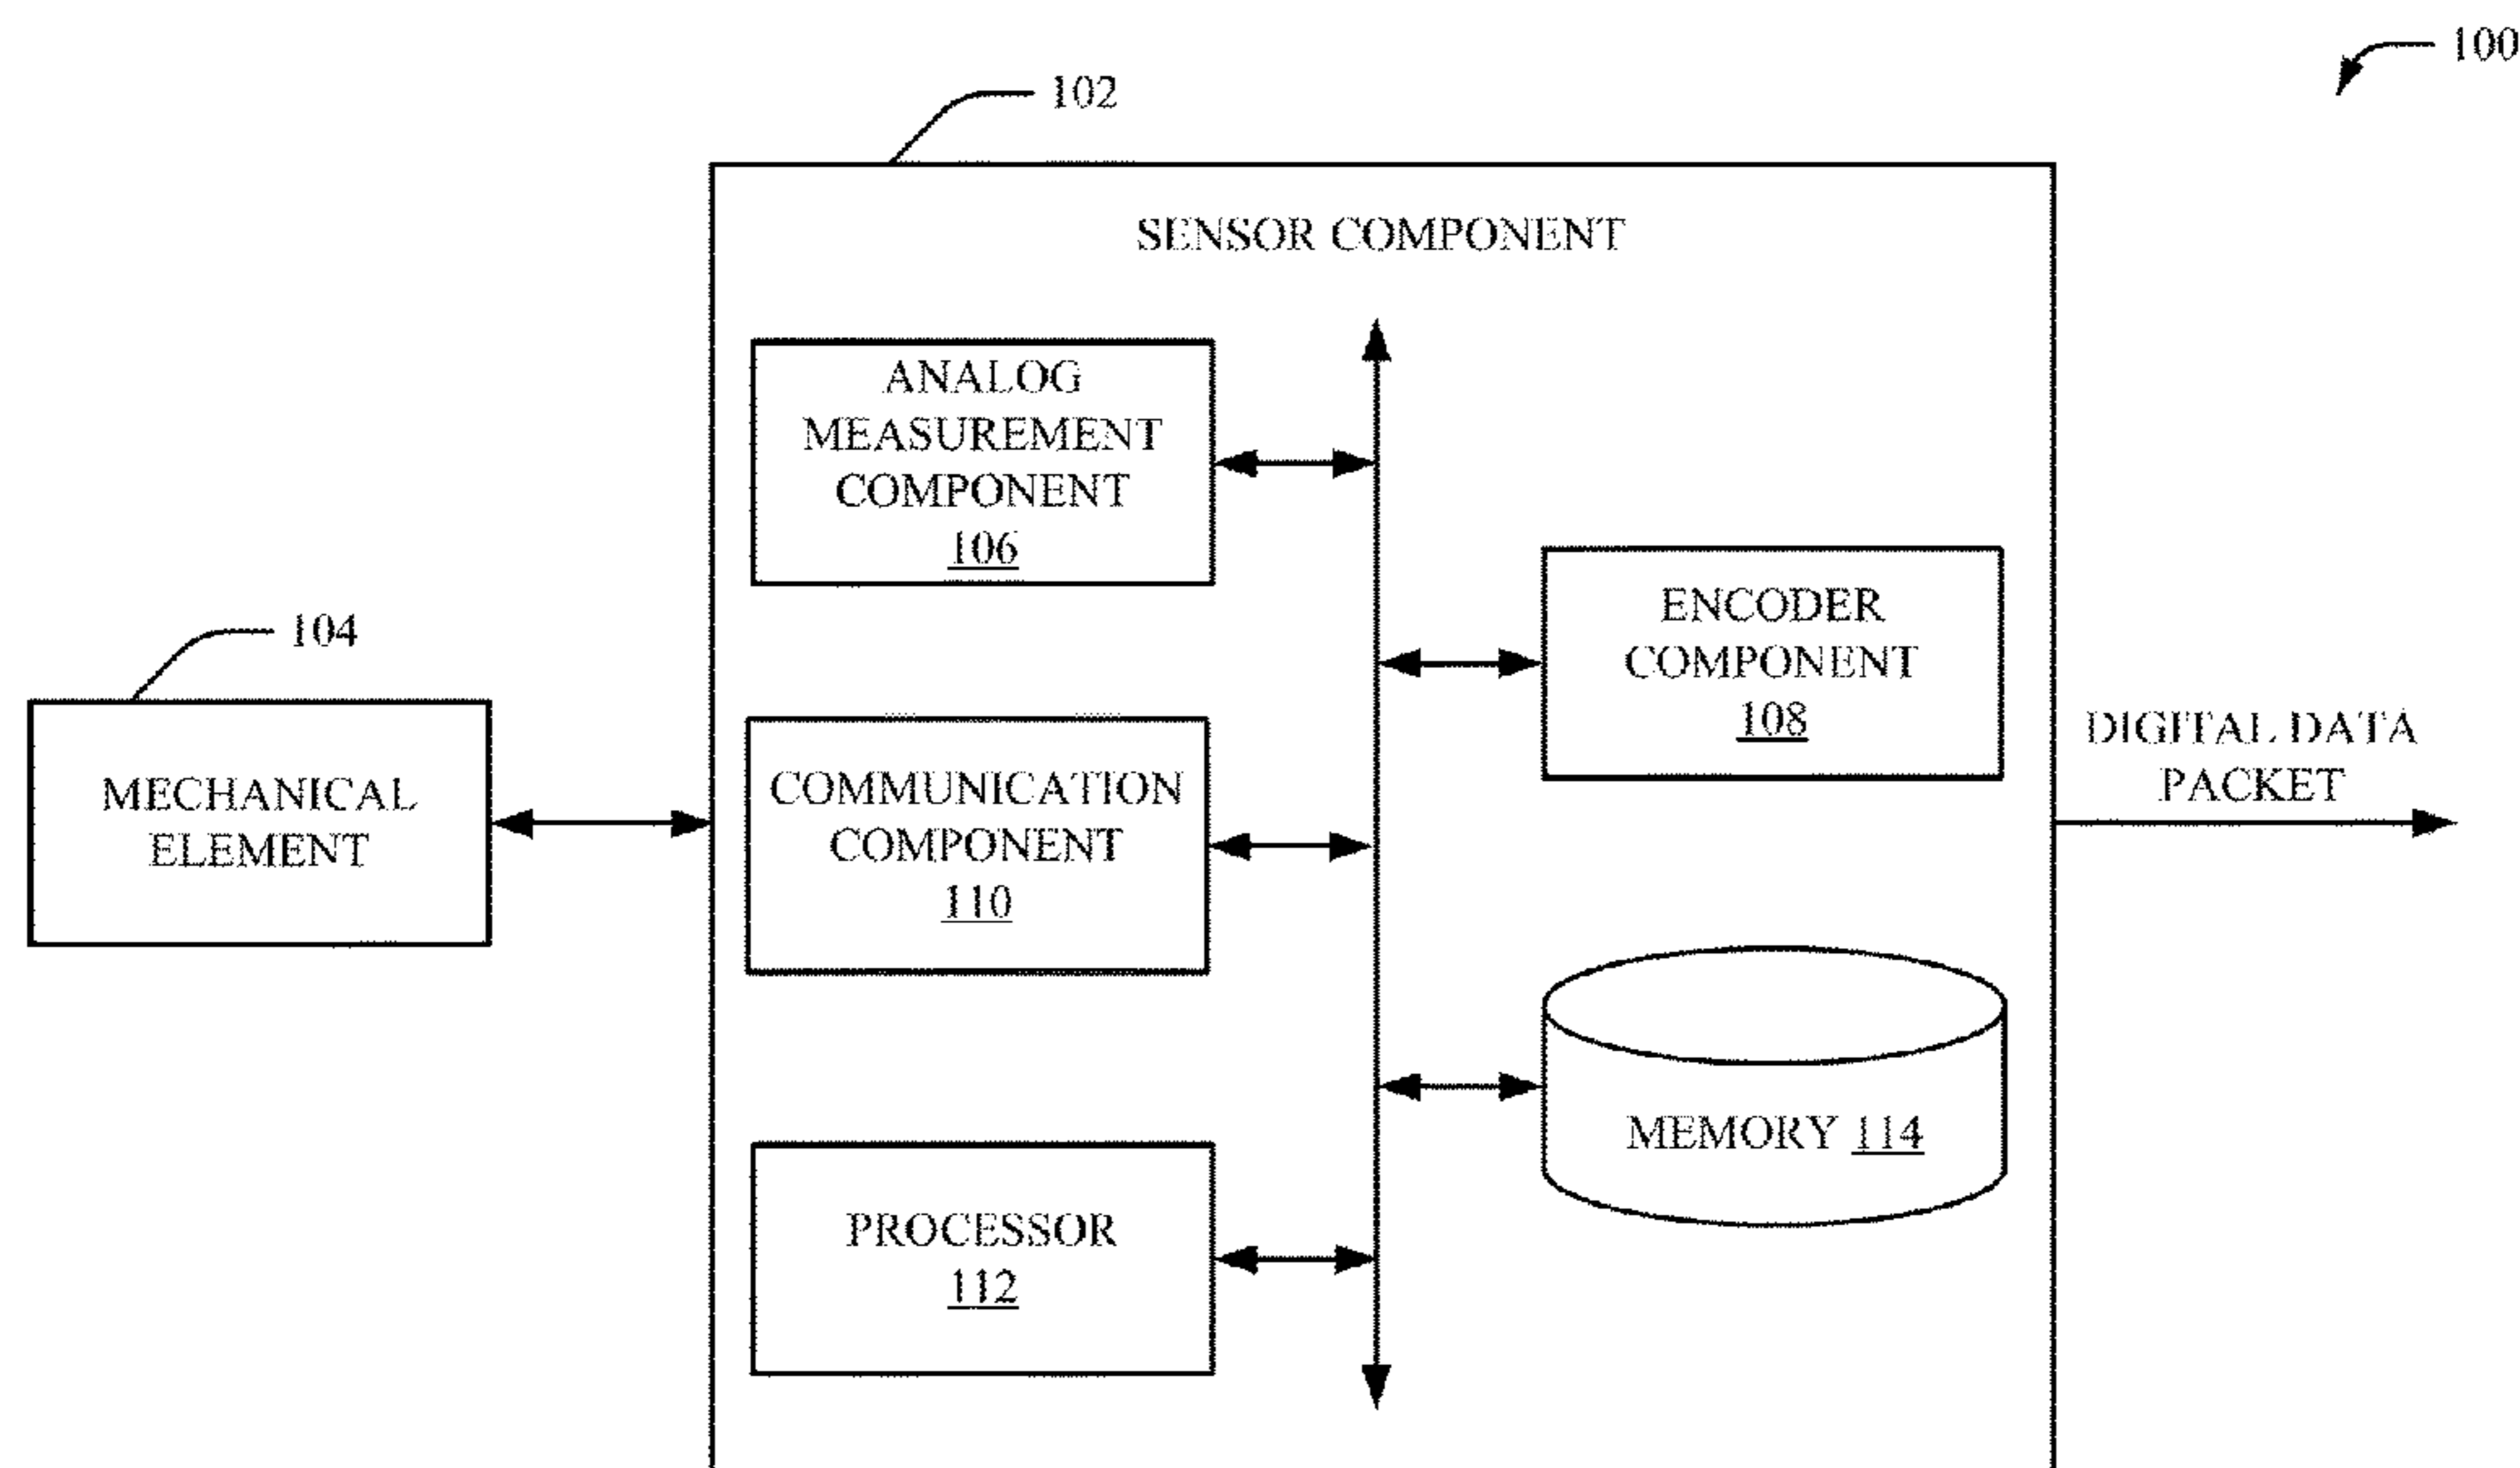 100
102
SENSOR COMPONENT
ANALOG
MEASUREMENT
COMPONENT
106
ENCODER
COMPONENT
108
104
MECHANICAL
ELEMENT
COMMUNICATION
COMPONENT
110
DIGITAL DATA
PACKET
MEMORY 114
PROCESSOR
112